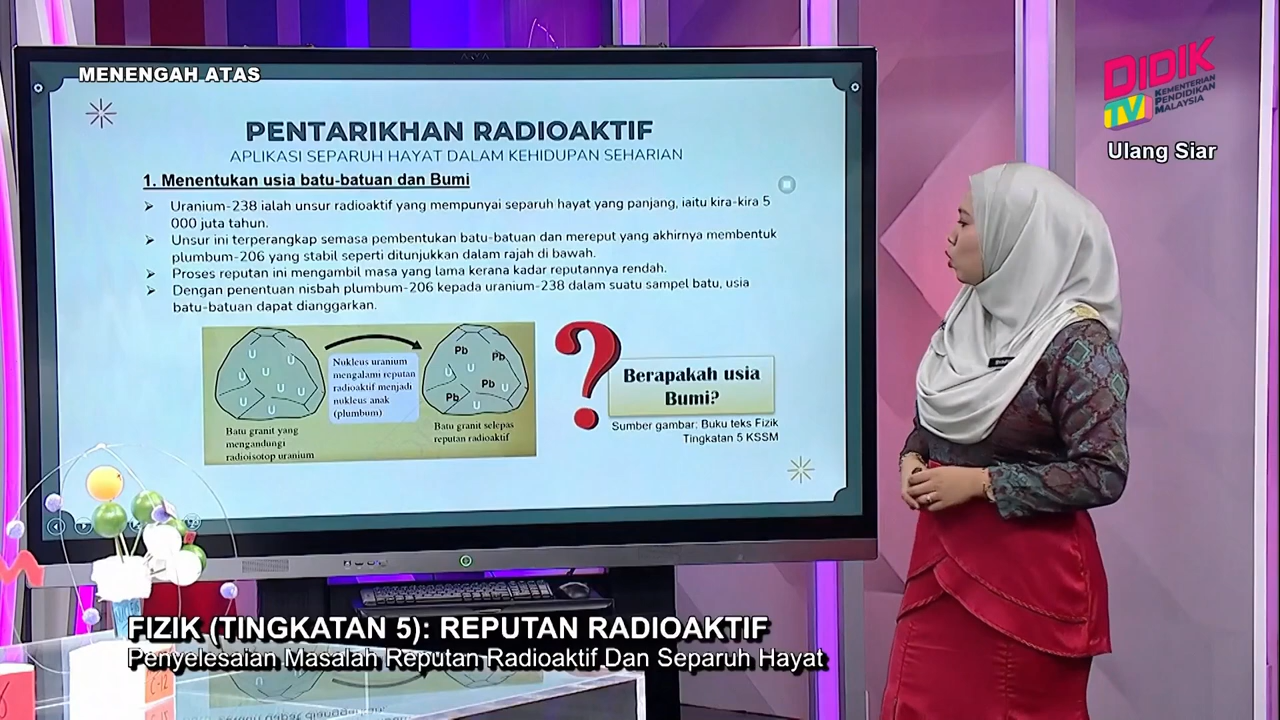 MENENGAH ATAS
DIDIK
TV
KEMENTERIAN
PENDIDIKAN
MALAYSIA
Ulang Siar
PENTARIKHAN RADIOAKTIF
APLIKASI SEPARUH HAYAT DALAM KEHIDUPAN SEHARIAN
1. Menentukan usia batu-batuan dan Bumi
➢ Uranium-238 ialah unsur radioaktif yang mempunyai separuh hayat yang panjang, iaitu kira-kira 5
000 juta tahun.
➢ Unsur ini terperangkap semasa pembentukan batu-batuan dan mereput yang akhirnya membentuk
plumbum-206 yang stabil seperti ditunjukkan dalam rajah di bawah.
➢ Proses reputan ini mengambil masa yang lama kerana kadar reputannya rendah.
➢ Dengan penentuan nisbah plumbum-206 kepada uranium-238 dalam suatu sampel batu, usia
batu-batuan dapat dianggarkan.
U U
U U U
U U
Nukleus uranium
mengalami reputan
radioaktif menjadi
nukleus anak
(plumbum)
Pb Pb
U U
Pb U
Pb U
Batu granit yang
mengandungi
radioisotop uranium
Batu granit selepas
reputan radioaktif
?
Berapakah usia
Bumi?
Sumber gambar: Buku teks Fizik
Tingkatan 5 KSSM
FIZIK (TINGKATAN 5): REPUTAN RADIOAKTIF
Penyelesaian Masalah Reputan Radioaktif Dan Separuh Hayat